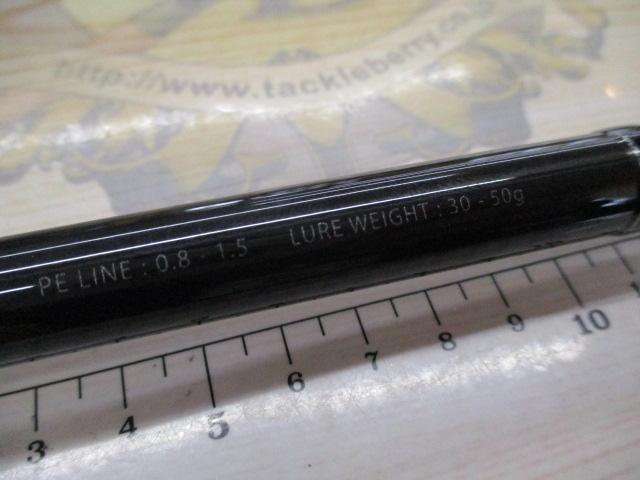 http://www.tackleberry.co.
PE LINE : 0.8 - 1.5 LURE WEIGHT : 30 - 50g
3 4 5 6 7 8 9 10